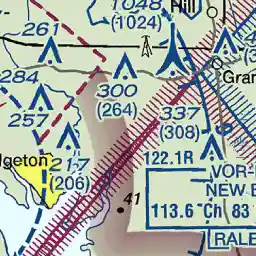 1048
(1024)
Hill
261
284
300
(264)
Gran
257
337
(308)
217
(206)
122.1R
VOR-
NEW B
113.6 Ch 83
41
RALE